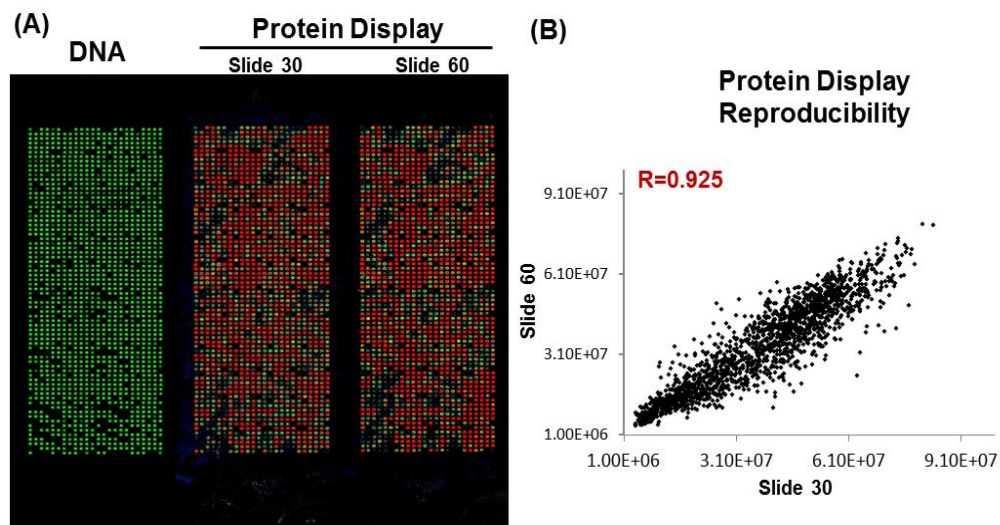 (A)
DNA
Protein Display
Slide 30
Slide 60
(B)
Protein Display
Reproducibility
R=0.925
9.10E+07
6.10E+07
3.10E+07
1.00E+06
Slide 60
1.00E+06 3.10E+07 6.10E+07 9.10E+07
Slide 30